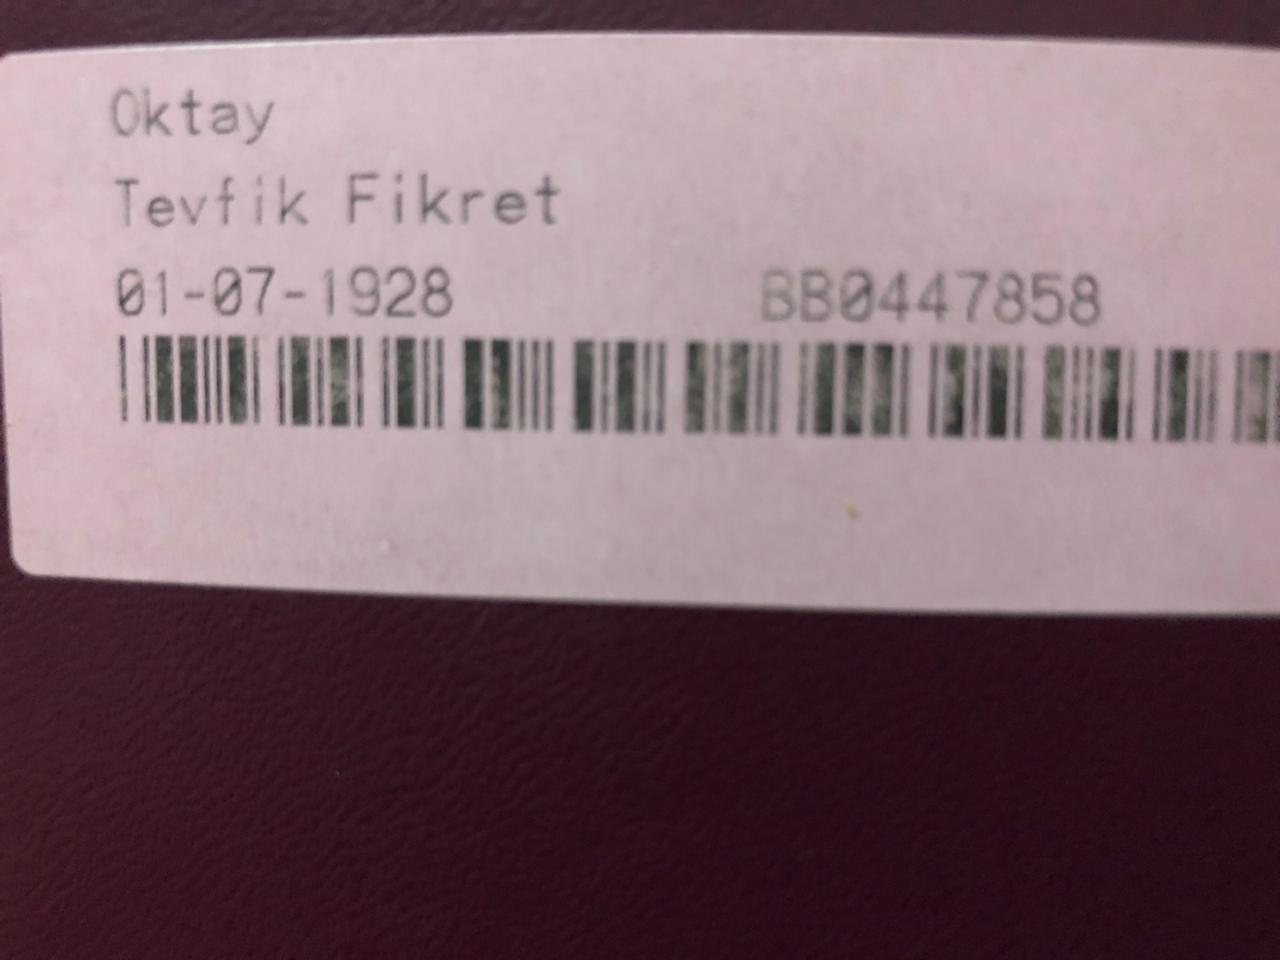 Oktay
Tevfik Fikret
01-07-1928 BB0447858